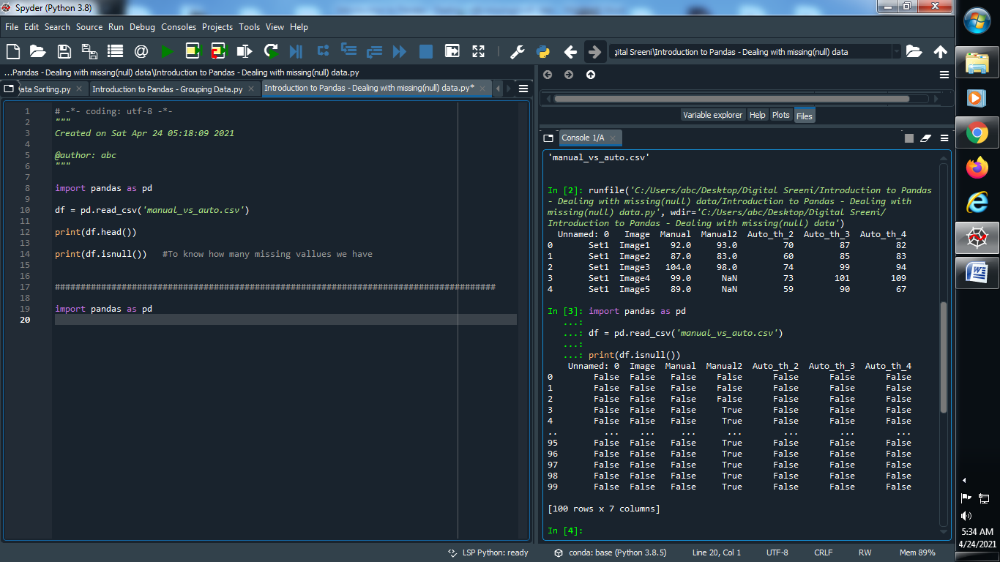 Spyder (Python 3.8)
File Edit Search Source Run Debug Consoles Projects Tools View Help
gital Sreeni\Introduction to Pandas - Dealing with missing(null) data
...Pandas - Dealing with missing(null) data\Introduction to Pandas - Dealing with missing(null) data.py
ata Sorting.py Introduction to Pandas - Grouping Data.py Introduction to Pandas - Dealing with missing(null) data.py*
1 # -*- coding: utf-8 -*-
2 """
3 Created on Sat Apr 24 05:18:09 2021
4
5 @author: abc
6 """
7
8 import pandas as pd
9
10 df = pd.read_csv('manual_vs_auto.csv')
11
12 print(df.head())
13
14 print(df.isnull())   #To know how many missing vallues we have
15
16
17 ######################################################################################
18
19 import pandas as pd
20
LSP Python: ready
Variable explorer Help Plots Files
Console 1/A
'manual_vs_auto.csv'
In [2]: runfile('C:/Users/abc/Desktop/Digital Sreeni/Introduction to Pandas
- Dealing with missing(null) data/Introduction to Pandas - Dealing with
missing(null) data.py', wdir='C:/Users/abc/Desktop/Digital Sreeni/
Introduction to Pandas - Dealing with missing(null) data')
Unnamed: 0 Image Manual Manual2 Auto_th_2 Auto_th_3 Auto_th_4
0 Set1 Image1 92.0 93.0 70 87 82
1 Set1 Image2 87.0 83.0 60 85 83
2 Set1 Image3 104.0 98.0 74 99 94
3 Set1 Image4 99.0 NaN 73 101 109
4 Set1 Image5 89.0 NaN 59 90 67
In [3]: import pandas as pd
...:
...: df = pd.read_csv('manual_vs_auto.csv')
...:
...: print(df.isnull())
Unnamed: 0 Image Manual Manual2 Auto_th_2 Auto_th_3 Auto_th_4
0 False False False False False False False
1 False False False False False False False
2 False False False False False False False
3 False False False True False False False
4 False False False True False False False
.. ... ... ... ... ... ... ...
95 False False False True False False False
96 False False False True False False False
97 False False False True False False False
98 False False False True False False False
99 False False False True False False False
[100 rows x 7 columns]
In [4]:
conda: base (Python 3.8.5) Line 20, Col 1 UTF-8 CRLF RW Mem 89%
5:34 AM
4/24/2021